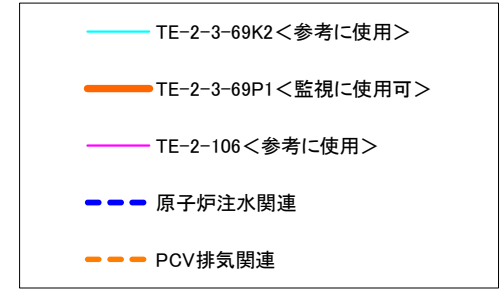 TE-2-3-69K2＜参考に使用＞
TE-2-3-69P1＜監視に使用可＞
TE-2-106＜参考に使用＞
原子炉注水関連
PCV排気関連